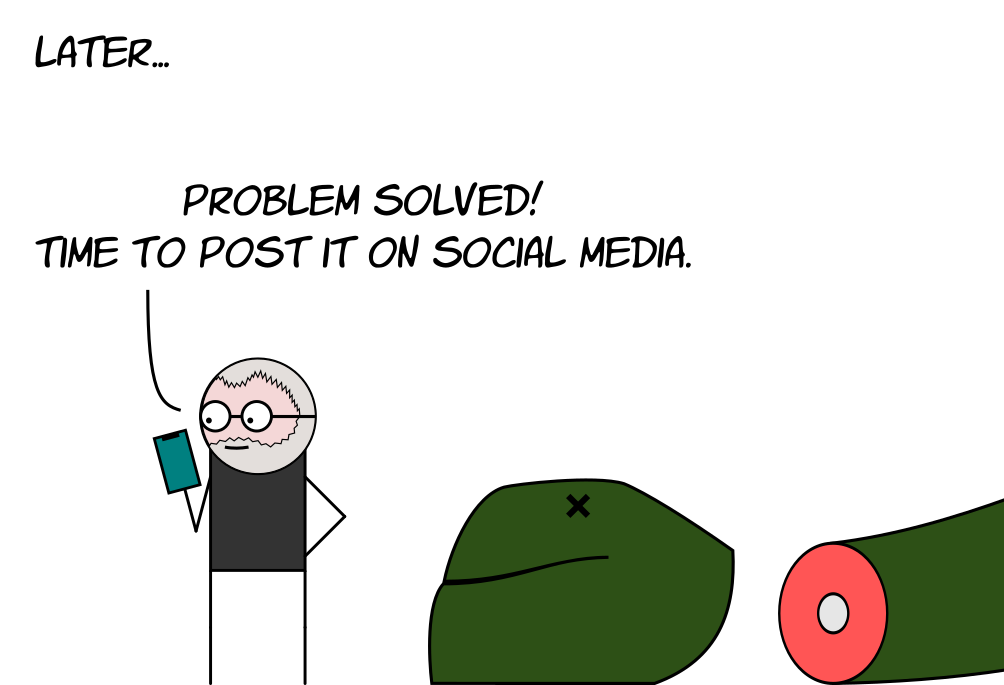 LATER...
PROBLEM SOLVED!
TIME TO POST IT ON SOCIAL MEDIA.